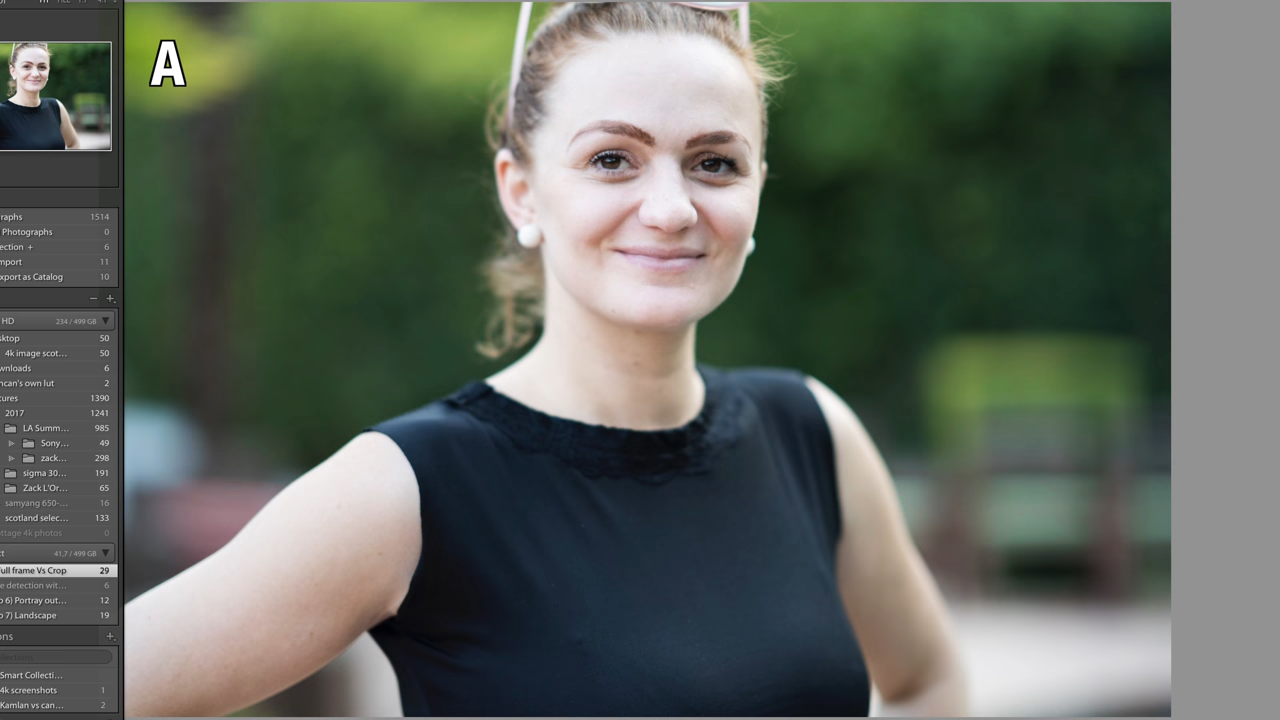 A
raphs 1514
Photographs 0
ection + 6
mport 11
xport as Catalog 10
HD 234 / 499 GB
sktop 50
4k image scot... 50
wnloads 6
ncan's own lut 2
tures 1390
2017 1241
LA Summ... 985
Sony... 49
zack... 298
sigma 30... 191
Zack L'Or... 65
samyang 650-... 16
scotland selec... 133
ttage 4k photos 0
ct 41,7 / 499 GB
ull frame Vs Crop 29
e detection wit... 6
o 6) Portray out... 12
o 7) Landscape 19
ons
Smart Collecti...
4k screenshots 1
Kamlan vs can... 2